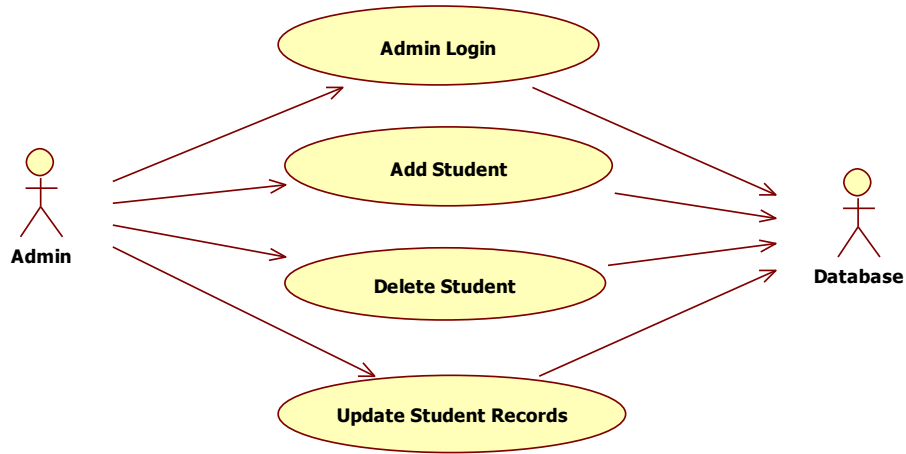 Admin Login
Add Student
Admin
Database
Delete Student
Update Student Records